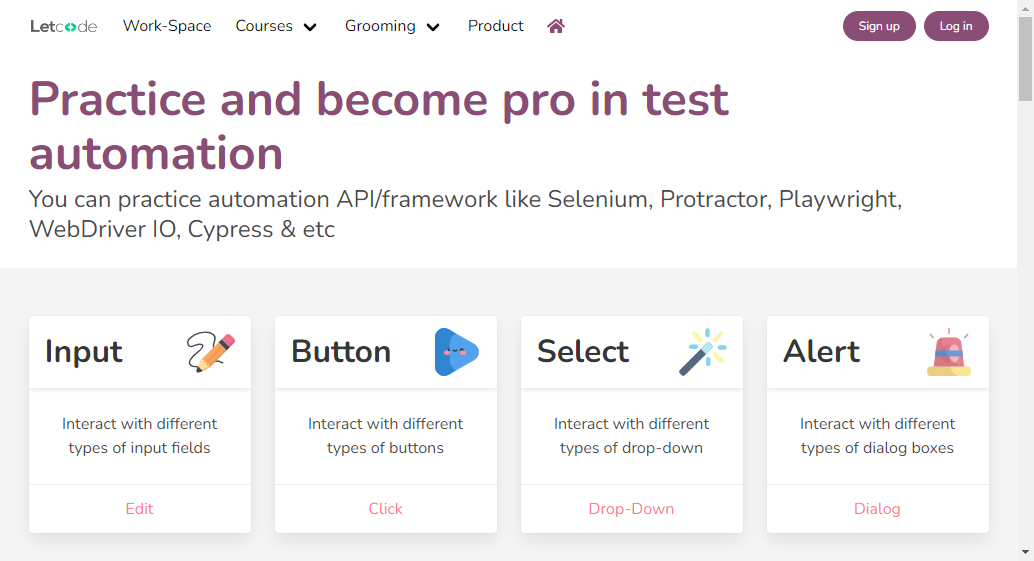 Letcode Work-Space Courses Grooming Product Sign up Log in
Practice and become pro in test
automation
You can practice automation API/framework like Selenium, Protractor, Playwright,
WebDriver IO, Cypress & etc
Input
Interact with different
types of input fields
Edit
Button
Interact with different
types of buttons
Click
Select
Interact with different
types of drop-down
Drop-Down
Alert
Interact with different
types of dialog boxes
Dialog